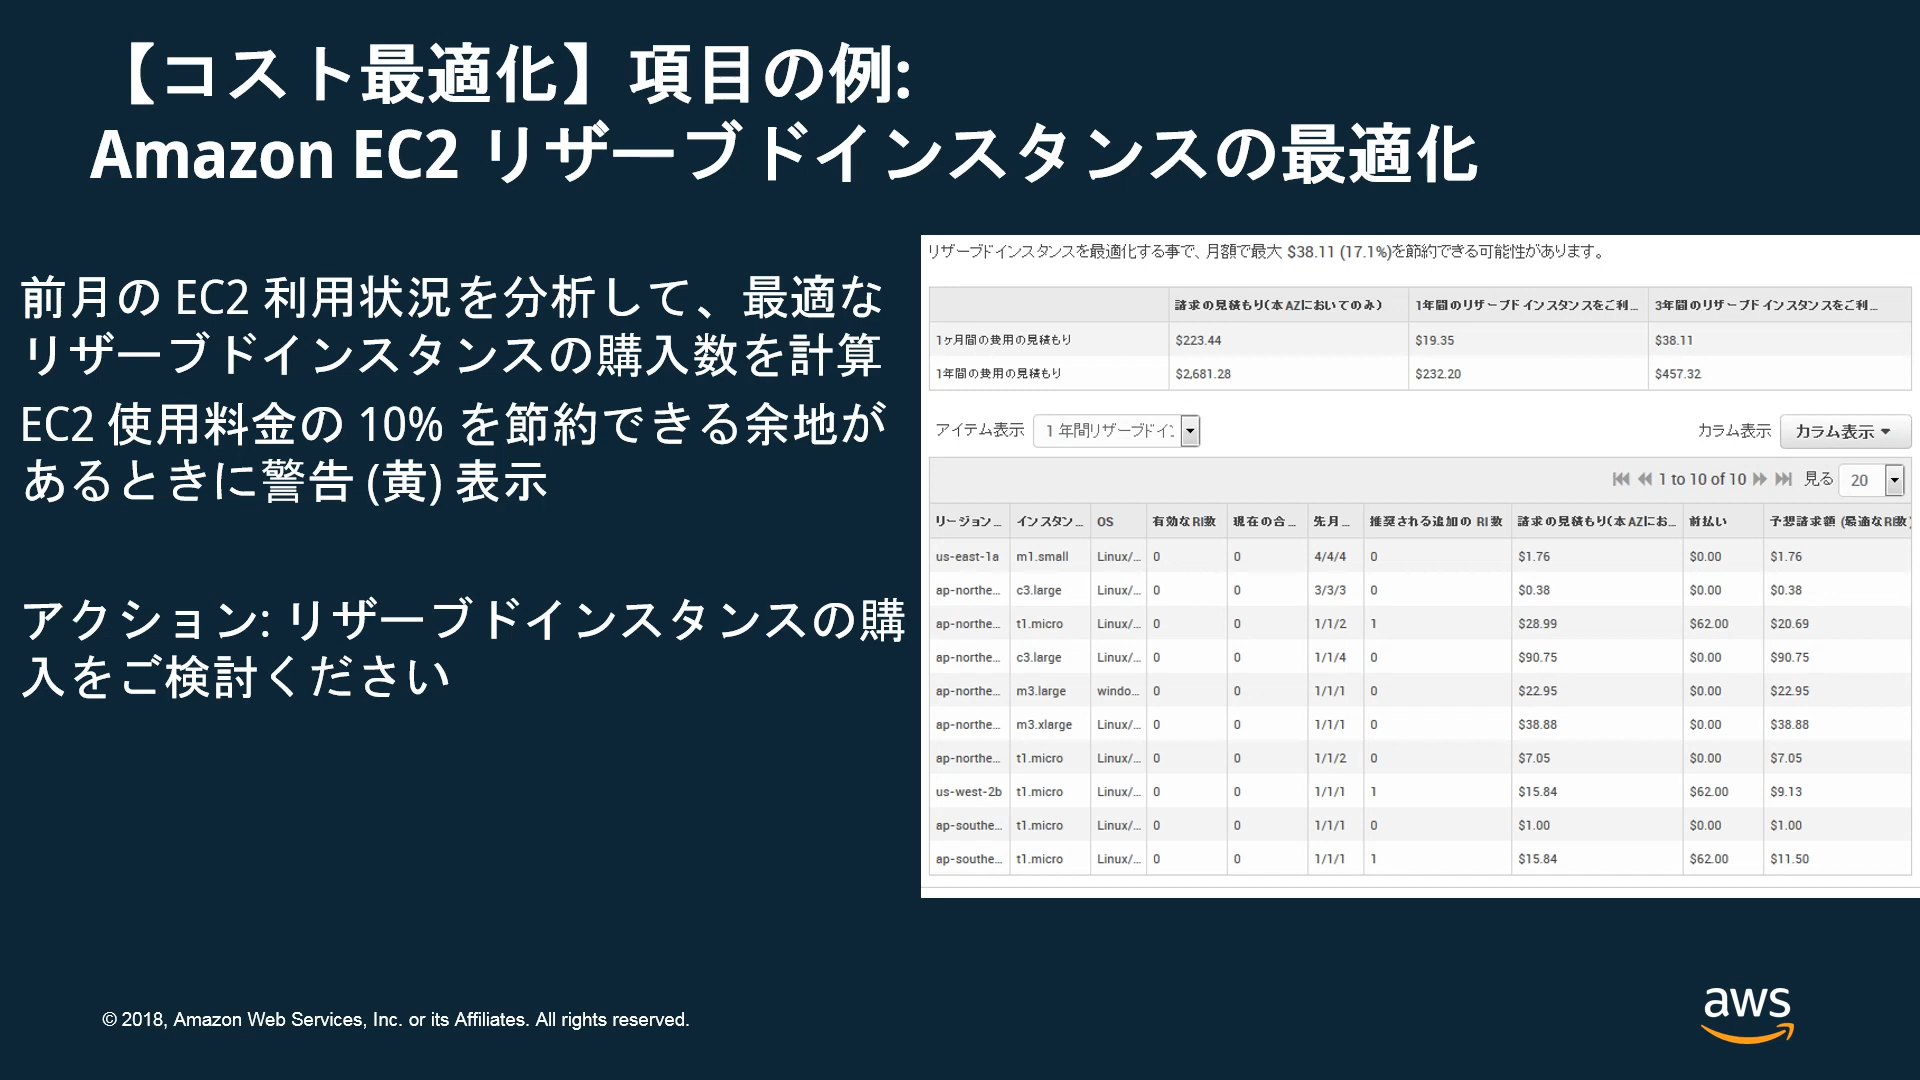 【コスト最適化】項目の例:
Amazon EC2 リザーブドインスタンスの最適化
前月の EC2 利用状況を分析して、最適な
リザーブドインスタンスの購入数を計算
EC2 使用料金の 10% を節約できる余地が
あるときに警告 (黄) 表示
アクション: リザーブドインスタンスの購
入をご検討ください
リザーブドインスタンスを最適化する事で、月額で最大 $38.11 (17.1%)を節約できる可能性があります。
請求の見積もり(本AZにおいてのみ) 1年間のリザーブドインスタンスをご利... 3年間のリザーブドインスタンスをご利...
1ヶ月間の費用の見積もり $223.44 $19.35 $38.11
1年間の費用の見積もり $2,681.28 $232.20 $457.32
アイテム表示 1 年間リザーブドイン カラム表示 カラム表示
1 to 10 of 10 見る 20
リージョン... インスタン... OS 有効なRI数 現在の合... 先月... 推奨される追加の RI 数 請求の見積もり(本AZにお... 前払い 予想請求額 (最適なRI数)
us-east-1a m1.small Linux/... 0 0 4/4/4 0 $1.76 $0.00 $1.76
ap-northe... c3.large Linux/... 0 0 3/3/3 0 $0.38 $0.00 $0.38
ap-northe... t1.micro Linux/... 0 0 1/1/2 1 $28.99 $62.00 $20.69
ap-northe... c3.large Linux/... 0 0 1/1/4 0 $90.75 $0.00 $90.75
ap-northe... m3.large windo... 0 0 1/1/1 0 $22.95 $0.00 $22.95
ap-northe... m3.xlarge Linux/... 0 0 1/1/1 0 $38.88 $0.00 $38.88
ap-northe... t1.micro Linux/... 0 0 1/1/2 0 $7.05 $0.00 $7.05
us-west-2b t1.micro Linux/... 0 0 1/1/1 1 $15.84 $62.00 $9.13
ap-southe... t1.micro Linux/... 0 0 1/1/1 0 $1.00 $0.00 $1.00
ap-southe... t1.micro Linux/... 0 0 1/1/1 1 $15.84 $62.00 $11.50
© 2018, Amazon Web Services, Inc. or its Affiliates. All rights reserved.
aws